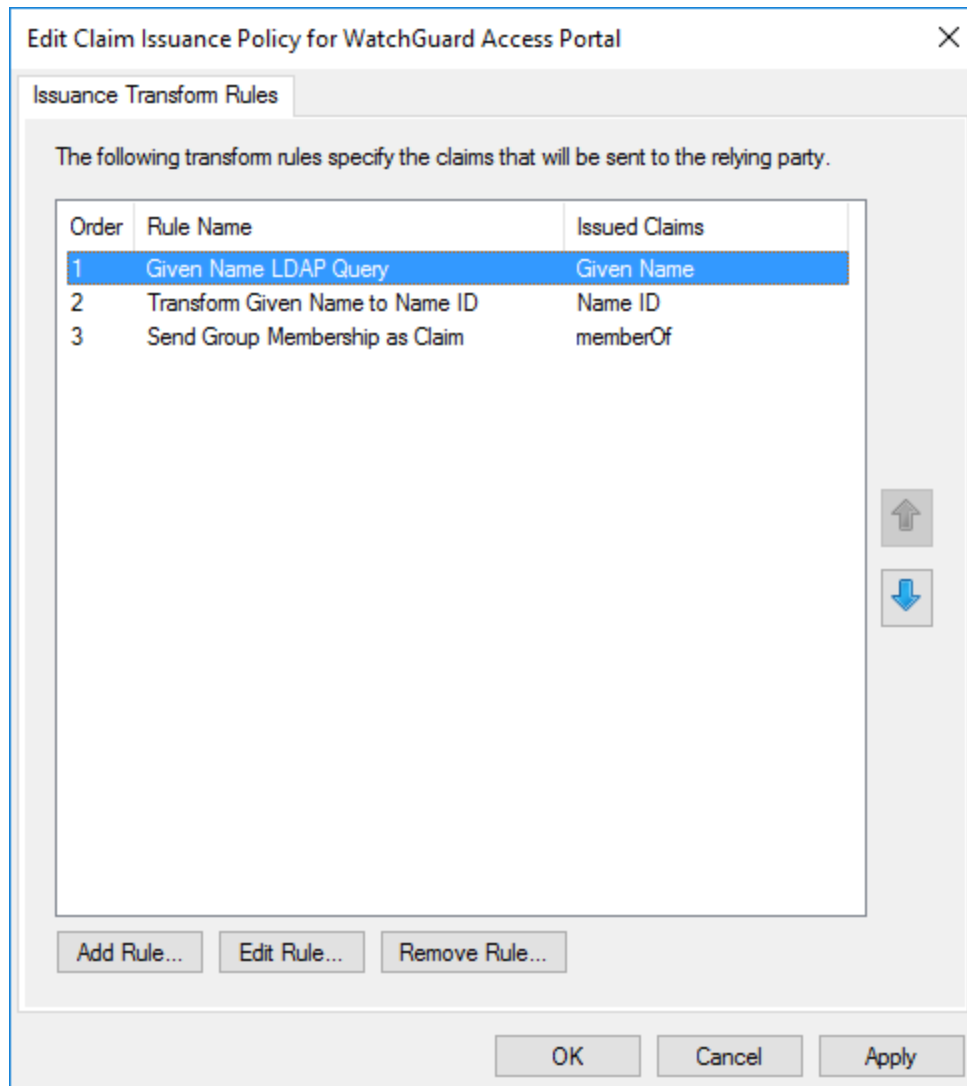 Edit Claim Issuance Policy for WatchGuard Access Portal
Issuance Transform Rules
The following transform rules specify the claims that will be sent to the relying party.
Order Rule Name Issued Claims
1 Given Name LDAP Query Given Name
2 Transform Given Name to Name ID Name ID
3 Send Group Membership as Claim memberOf
Add Rule... Edit Rule... Remove Rule...
OK Cancel Apply